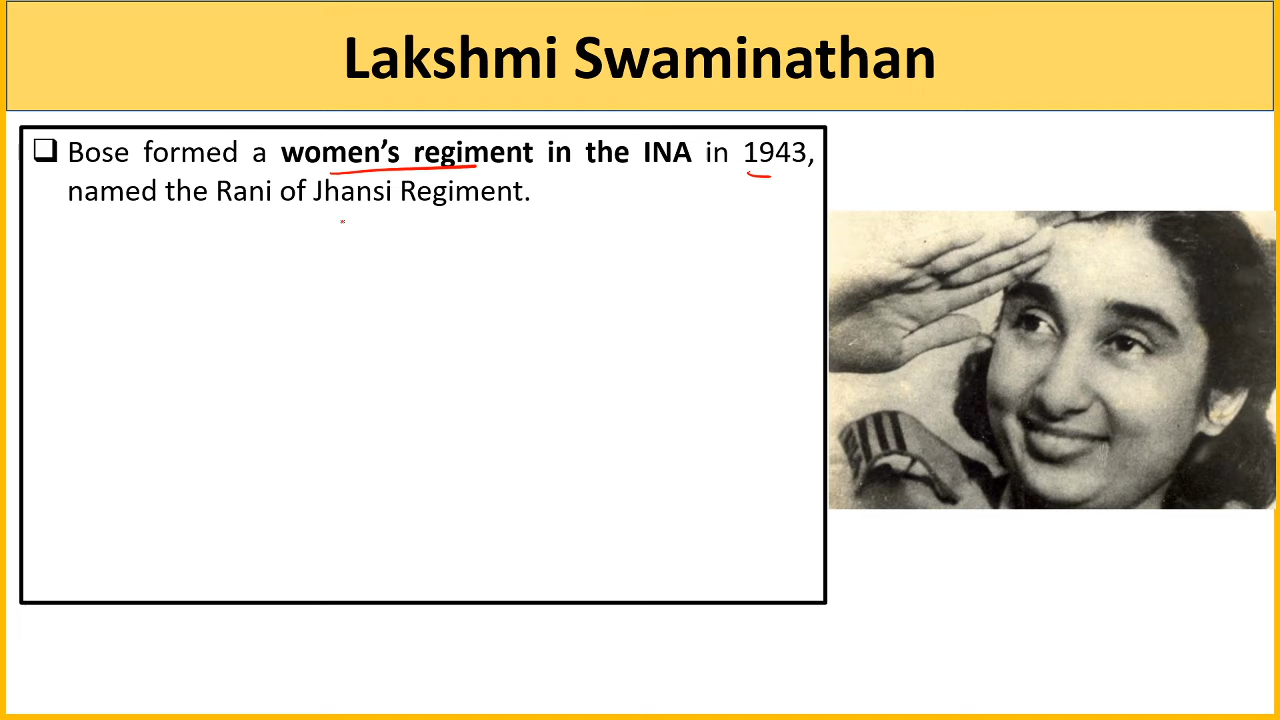 Lakshmi Swaminathan
❑ Bose formed a women’s regiment in the INA in 1943,
named the Rani of Jhansi Regiment.